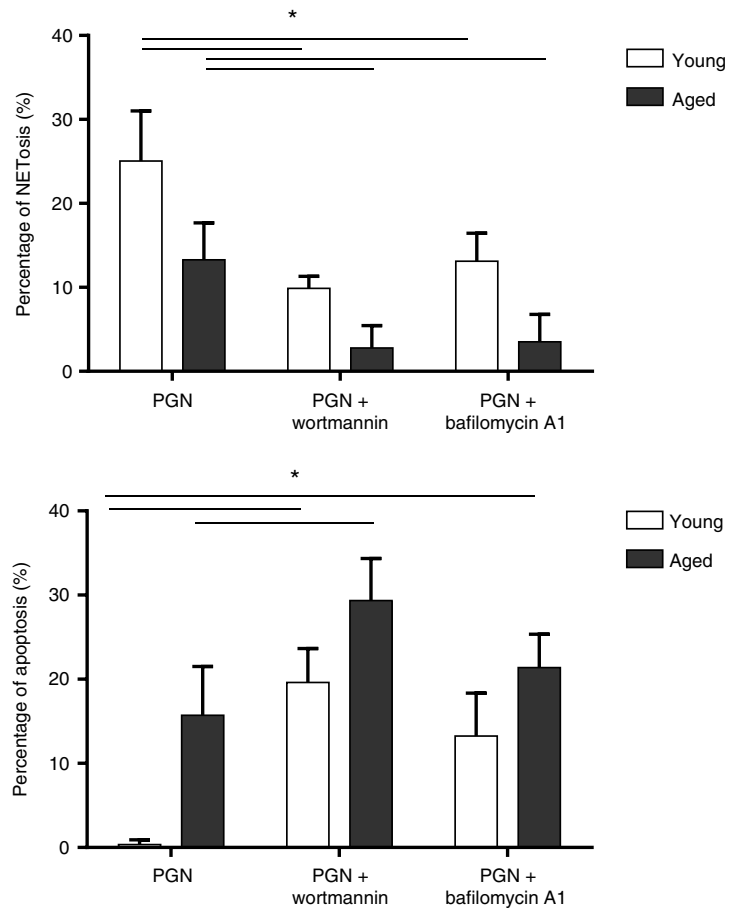 *
40
30
20
10
0
Percentage of NETosis (%)
PGN
PGN +
wortmannin
PGN +
bafilomycin A1
Young
Aged
*
40
30
20
10
0
Percentage of apoptosis (%)
PGN
PGN +
wortmannin
PGN +
bafilomycin A1
Young
Aged